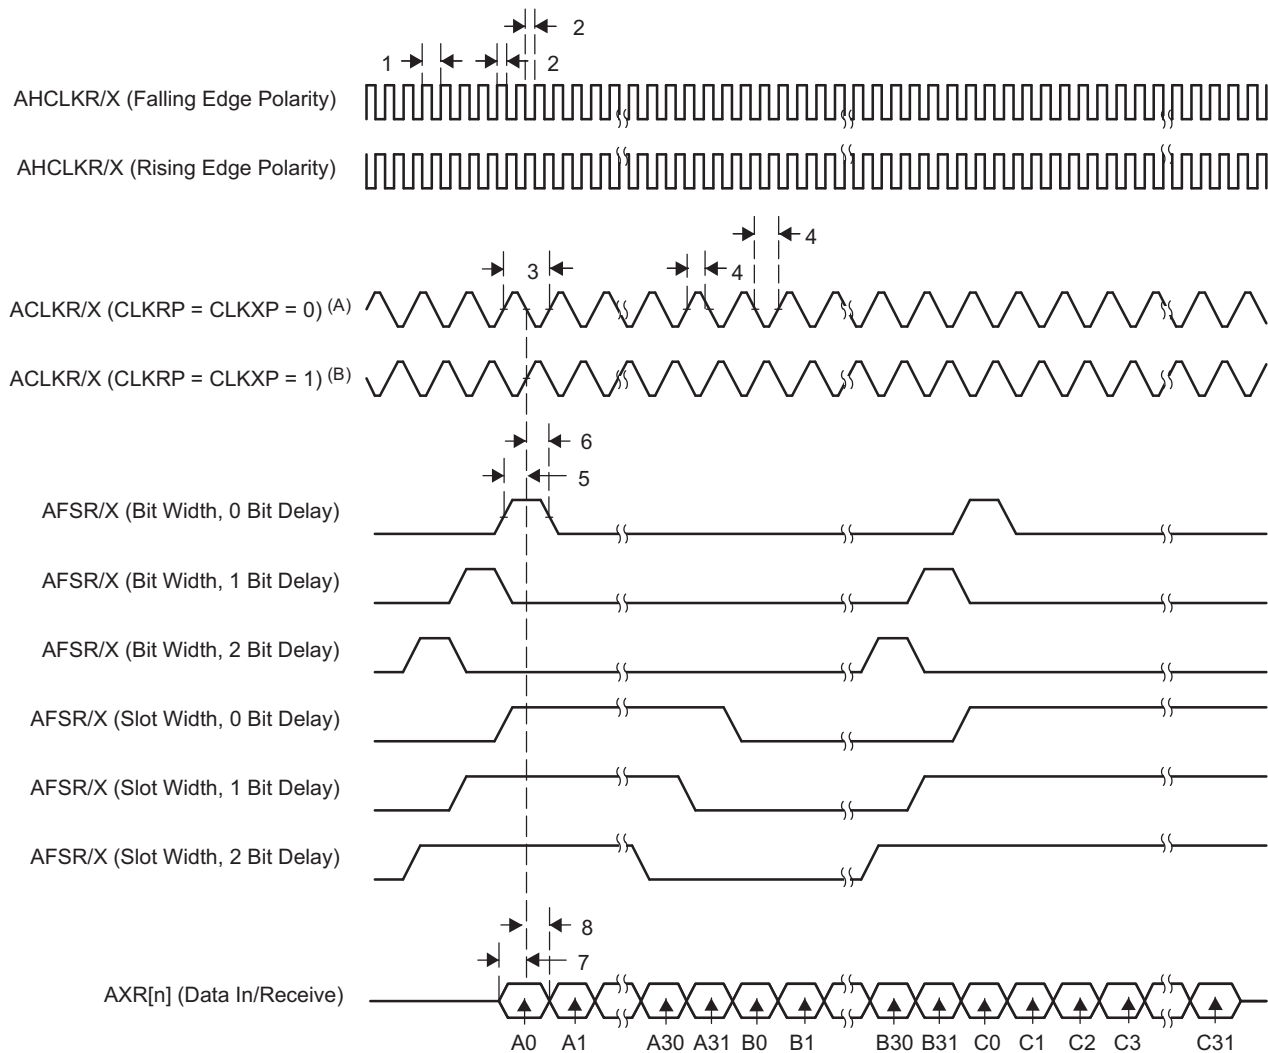 2
1
2
AHCLKR/X (Falling Edge Polarity)
AHCLKR/X (Rising Edge Polarity)
4
3
4
ACLKR/X (CLKRP = CLKXP = 0) (A)
ACLKR/X (CLKRP = CLKXP = 1) (B)
6
5
AFSR/X (Bit Width, 0 Bit Delay)
AFSR/X (Bit Width, 1 Bit Delay)
AFSR/X (Bit Width, 2 Bit Delay)
AFSR/X (Slot Width, 0 Bit Delay)
AFSR/X (Slot Width, 1 Bit Delay)
AFSR/X (Slot Width, 2 Bit Delay)
8
7
AXR[n] (Data In/Receive)
A0 A1 A30 A31 B0 B1 B30 B31 C0 C1 C2 C3 C31